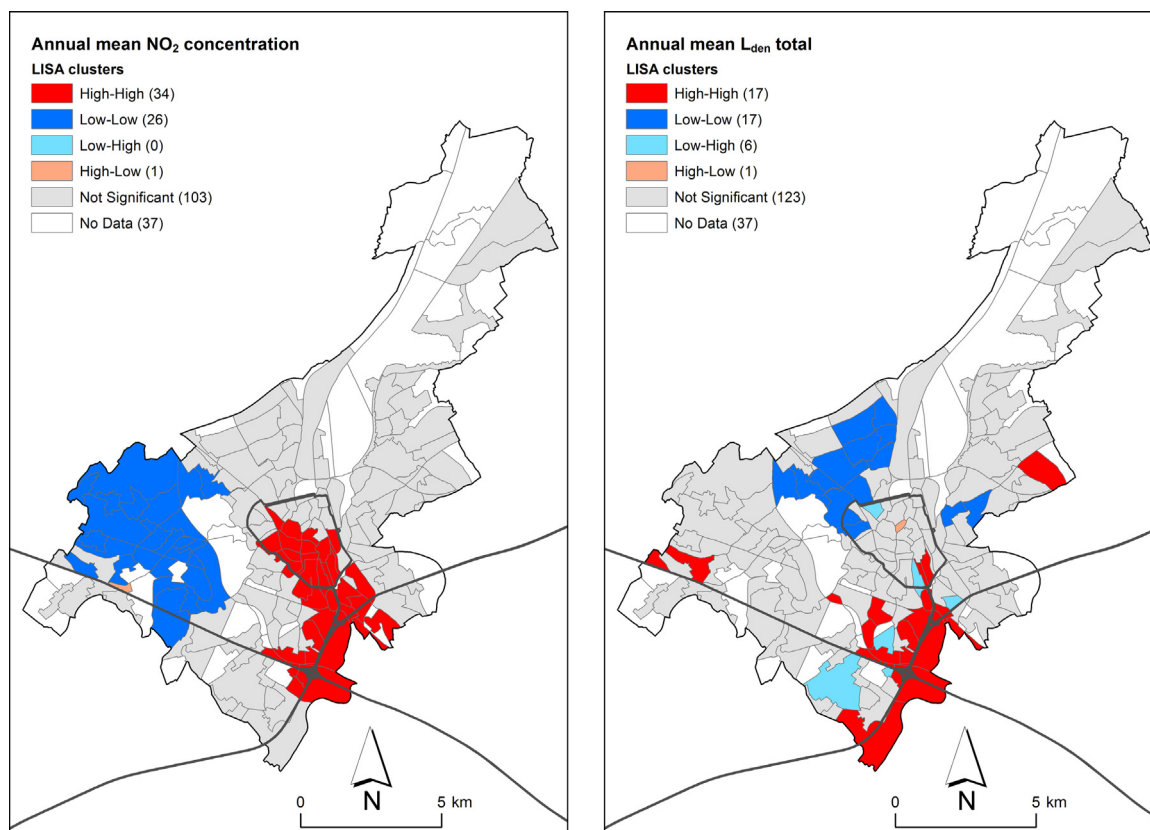 Annual mean NO₂ concentration
LISA clusters
High-High (34)
Low-Low (26)
Low-High (0)
High-Low (1)
Not Significant (103)
No Data (37)
N
0 5 km
Annual mean Lden total
LISA clusters
High-High (17)
Low-Low (17)
Low-High (6)
High-Low (1)
Not Significant (123)
No Data (37)
N
0 5 km